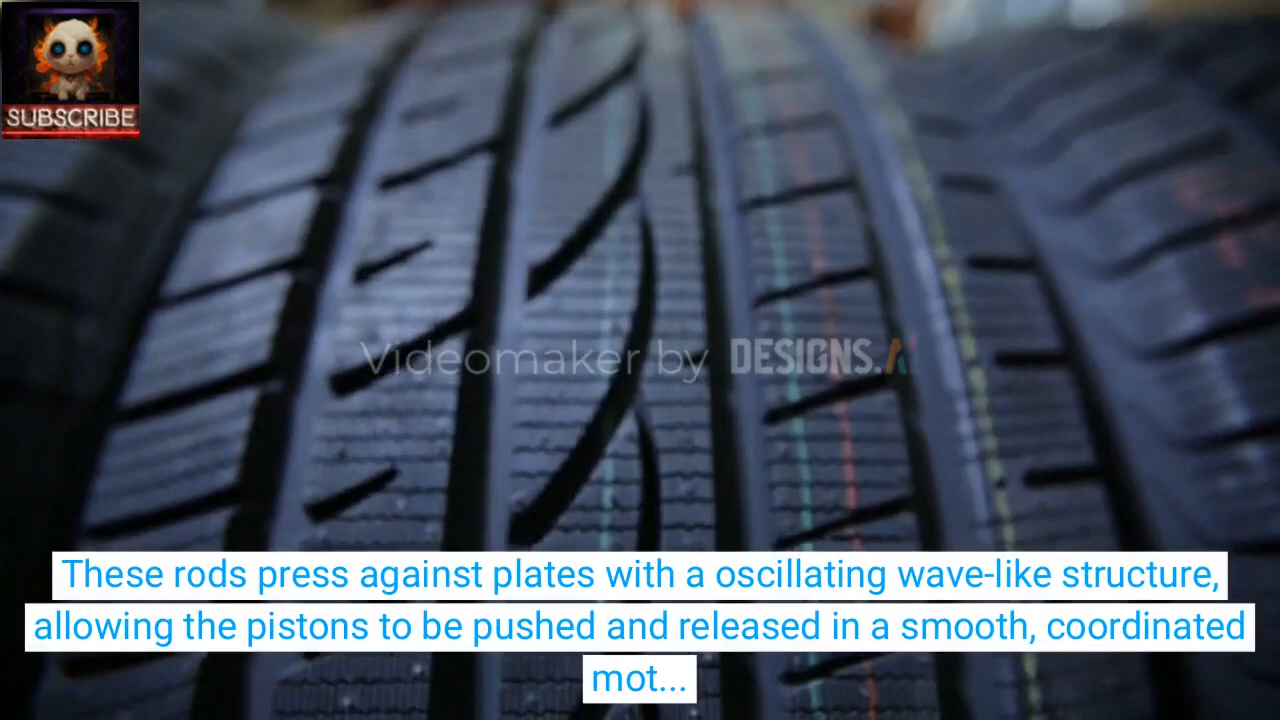 SUBSCRIBE
Videomaker by DESIGNS.AI
These rods press against plates with a oscillating wave-like structure,
allowing the pistons to be pushed and released in a smooth, coordinated
mot...